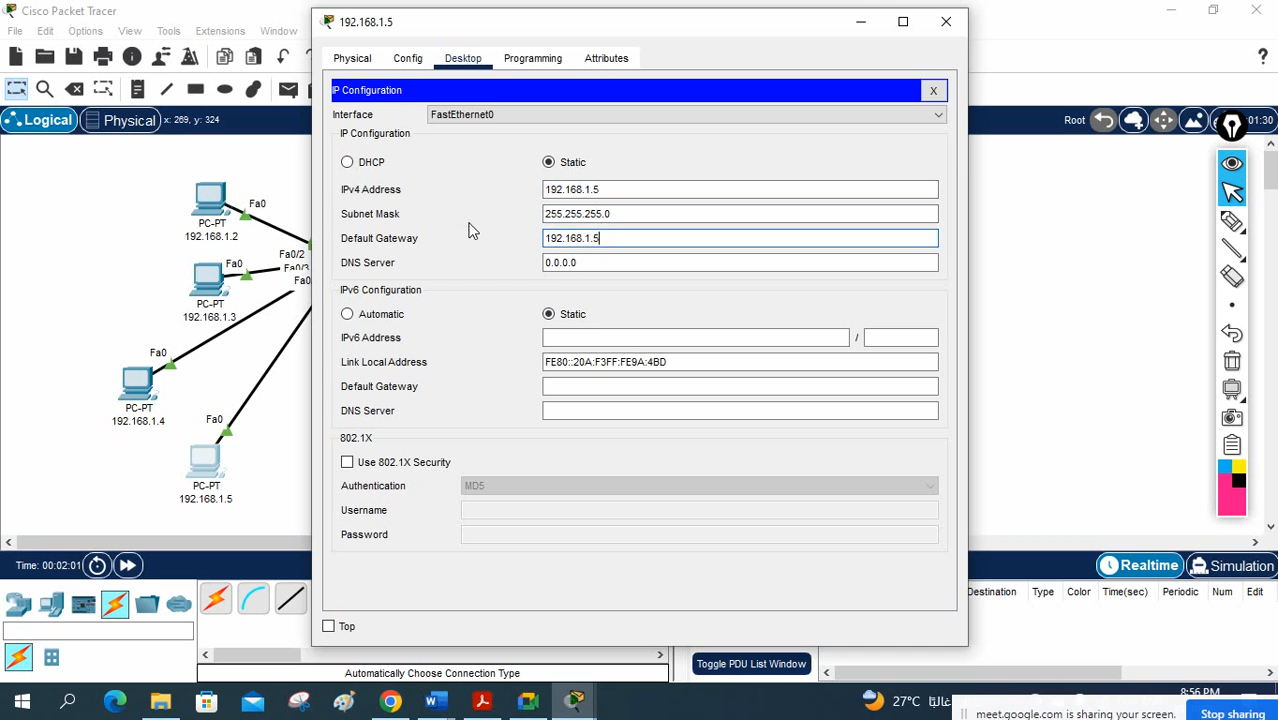 Cisco Packet Tracer
192.168.1.5
File Edit Options View Tools Extensions Window
Physical Config Desktop Programming Attributes
IP Configuration X
Interface FastEthernet0
Logical Physical x: 269, y: 324 Root 01:30
IP Configuration
DHCP Static
IPv4 Address 192.168.1.5
Subnet Mask 255.255.255.0
Default Gateway 192.168.1.5
DNS Server 0.0.0.0
IPv6 Configuration
Automatic Static
IPv6 Address /
Link Local Address FE80::20A:F3FF:FE9A:4BD
Default Gateway
DNS Server
802.1X
Use 802.1X Security
Authentication MD5
Username
Password
Top
Fa0
PC-PT
192.168.1.2
Fa0/2
Fa0
Fa0/3
Fa0
PC-PT
192.168.1.3
Fa0
PC-PT
192.168.1.4
Fa0
PC-PT
192.168.1.5
Time: 00:02:01 Realtime Simulation
Destination Type Color Time(sec) Periodic Num Edit
Toggle PDU List Window
Automatically Choose Connection Type
27°C غالبًا 8:56 PM
meet.google.com is sharing your screen. Stop sharing